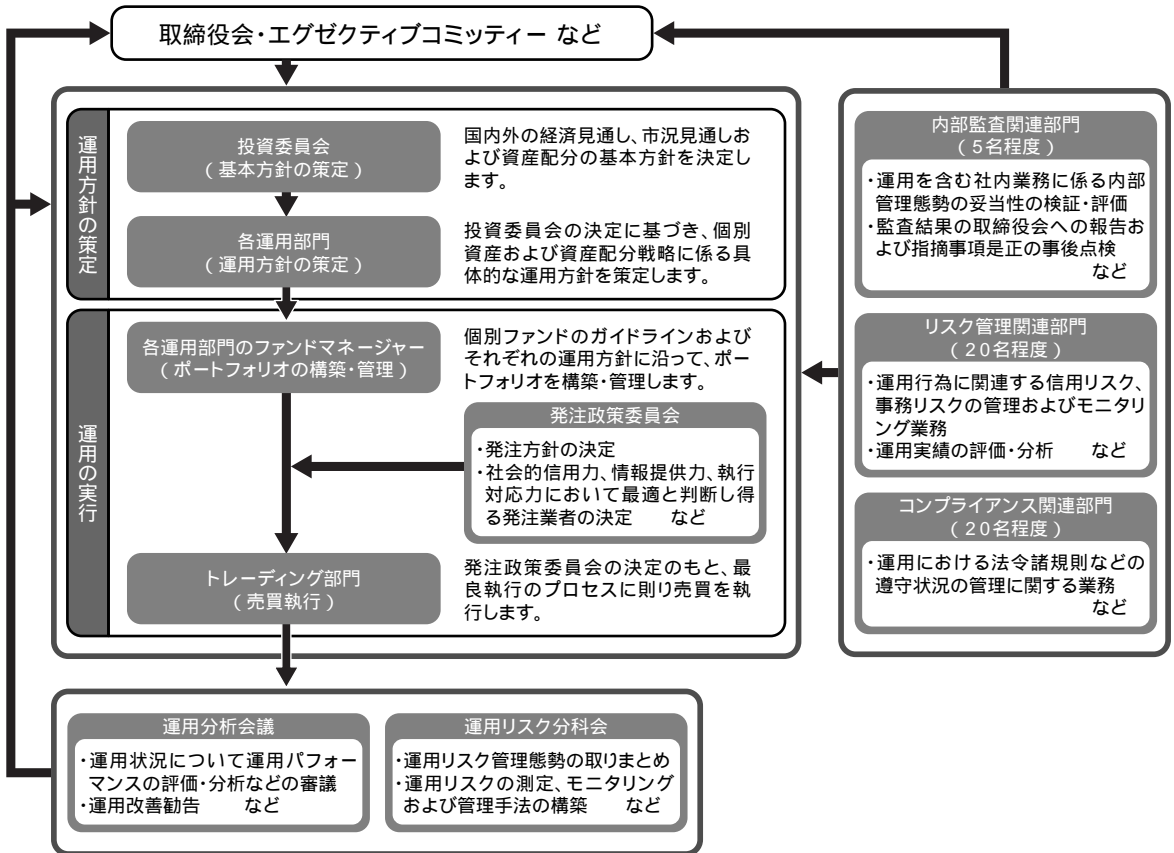 取締役会・エグゼクティブコミッティー など
運用方針の策定
投資委員会
(基本方針の策定)
国内外の経済見通し、市況見通しお
よび資産配分の基本方針を決定し
ます。
各運用部門
(運用方針の策定)
投資委員会の決定に基づき、個別
資産および資産配分戦略に係る具
体的な運用方針を策定します。
運用の実行
各運用部門のファンドマネージャー
(ポートフォリオの構築・管理)
個別ファンドのガイドラインおよび
それぞれの運用方針に沿って、ポー
トフォリオを構築・管理します。
発注政策委員会
・発注方針の決定
・社会的信用力、情報提供力、執行
対応力において最適と判断し得
る発注業者の決定 など
トレーディング部門
(売買執行)
発注政策委員会の決定のもと、最
良執行のプロセスに則り売買を執
行します。
内部監査関連部門
(5名程度)
・運用を含む社内業務に係る内部
管理態勢の妥当性の検証・評価
・監査結果の取締役会への報告お
よび指摘事項是正の事後点検
など
リスク管理関連部門
(20名程度)
・運用行為に関連する信用リスク、
事務リスクの管理およびモニタリ
ング業務
・運用実績の評価・分析 など
コンプライアンス関連部門
(20名程度)
・運用における法令諸規則などの
遵守状況の管理に関する業務
など
運用分析会議
・運用状況について運用パフォー
マンスの評価・分析などの審議
・運用改善勧告 など
運用リスク分科会
・運用リスク管理態勢の取りまとめ
・運用リスクの測定、モニタリング
および管理手法の構築 など